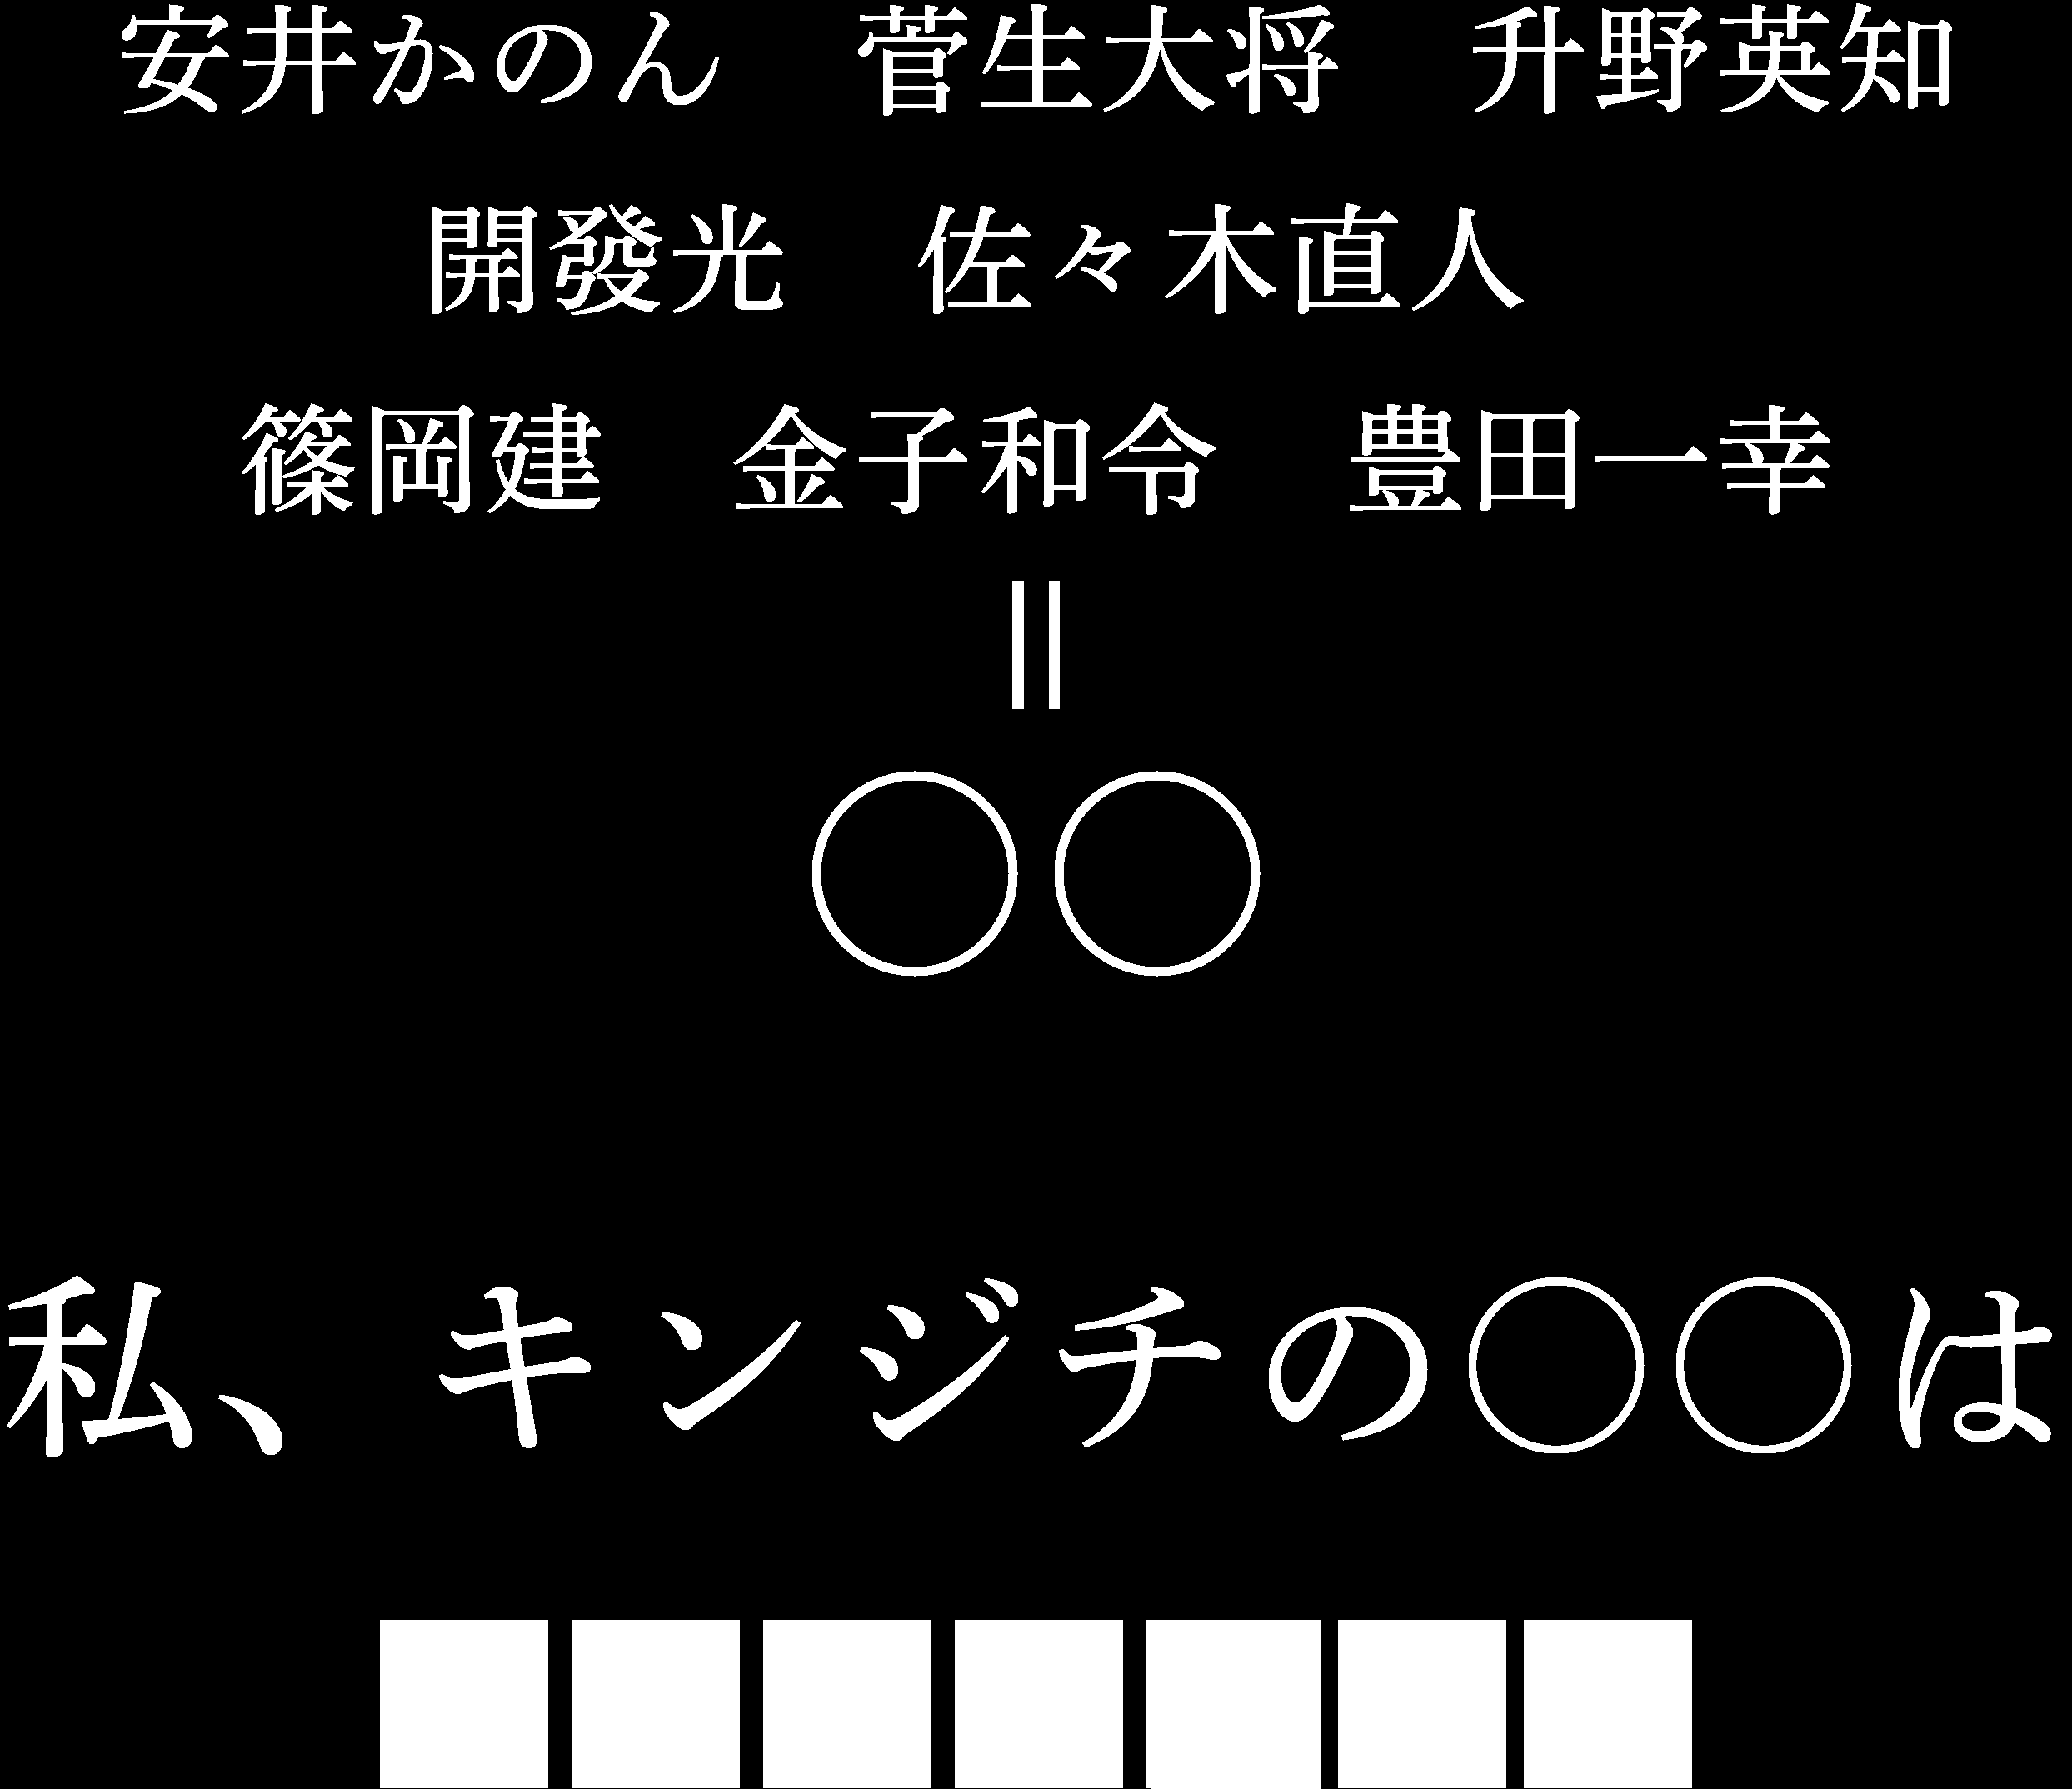 安井かのん　菅生大将　升野英知
開發光　佐々木直人
篠岡建　金子和令　豊田一幸
||
○○
私、キンジチの○○は
□□□□□□□